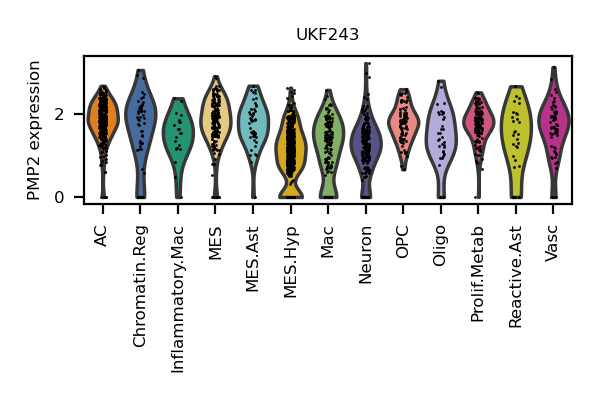 UKF243
PMP2 expression
2
0
AC
Chromatin.Reg
Inflammatory.Mac
MES
MES.Ast
MES.Hyp
Mac
Neuron
OPC
Oligo
Prolif.Metab
Reactive.Ast
Vasc